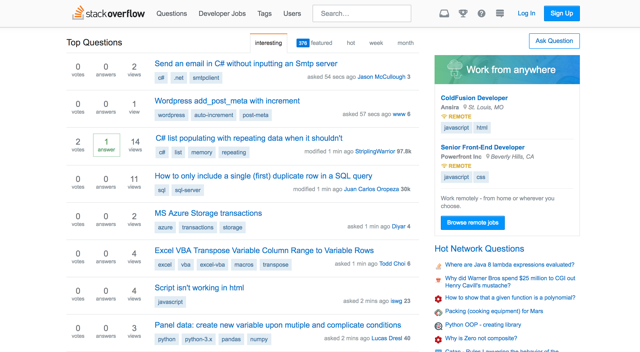 stackoverflow Questions Developer Jobs Tags Users Search... Log In Sign Up
Top Questions interesting 376 featured hot week month
0 votes 0 answers 2 views
Send an email in C# without inputting an Smtp server
c# .net smtpclient
asked 54 secs ago Jason McCullough 3
0 votes 0 answers 1 view
Wordpress add_post_meta with increment
wordpress auto-increment post-meta
asked 57 secs ago www 6
2 votes 1 answer 14 views
C# list populating with repeating data when it shouldn't
c# list memory repeating
modified 1 min ago StriplingWarrior 97.8k
0 votes 0 answers 11 views
How to only include a single (first) duplicate row in a SQL query
sql sql-server
modified 1 min ago Juan Carlos Oropeza 30k
0 votes 0 answers 2 views
MS Azure Storage transactions
azure transactions storage
asked 1 min ago Diyar 4
0 votes 0 answers 4 views
Excel VBA Transpose Variable Column Range to Variable Rows
excel vba excel-vba macros transpose
asked 1 min ago Todd Choi 6
0 votes 0 answers 4 views
Script isn't working in html
javascript
asked 2 mins ago iswg 23
0 votes 0 answers 3 views
Panel data: create new variable upon mutiple and complicate conditions
python python-3.x pandas numpy
asked 2 mins ago Lucas Dresl 40
Ask Question
Work from anywhere
ColdFusion Developer
Ansira St. Louis, MO
REMOTE
javascript html
Senior Front-End Developer
Powerfront Inc Beverly Hills, CA
REMOTE
javascript css
Work remotely - from home or wherever you
choose.
Browse remote jobs
Hot Network Questions
Where are Java 8 lambda expressions evaluated?
Why did Warner Bros spend $25 million to CGI out
Henry Cavill's mustache?
How to show that a given function is a polynomial?
Packing (cooking equipment) for Mars
Python OOP - creating library
Why is Zero not composite?